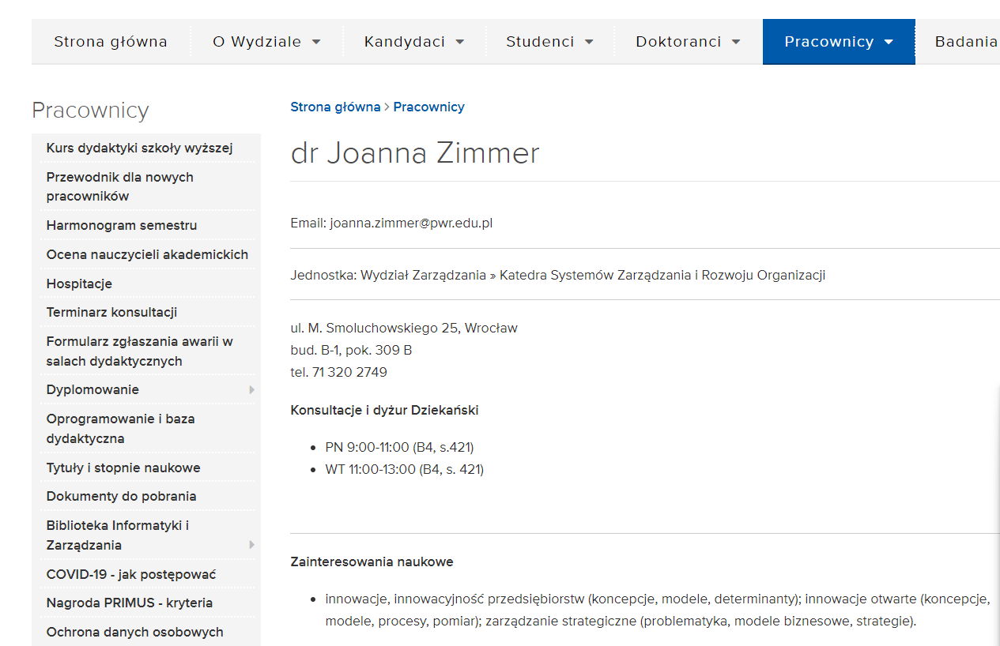 Strona główna
O Wydziale
Kandydaci
Studenci
Doktoranci
Pracownicy
Badania
Pracownicy
Kurs dydaktyki szkoły wyższej
Przewodnik dla nowych
pracowników
Harmonogram semestru
Ocena nauczycieli akademickich
Hospitacje
Terminarz konsultacji
Formularz zgłaszania awarii w
salach dydaktycznych
Dyplomowanie
Oprogramowanie i baza
dydaktyczna
Tytuły i stopnie naukowe
Dokumenty do pobrania
Biblioteka Informatyki i
Zarządzania
COVID-19 - jak postępować
Nagroda PRIMUS - kryteria
Ochrona danych osobowych
Strona główna > Pracownicy
dr Joanna Zimmer
Email: joanna.zimmer@pwr.edu.pl
Jednostka: Wydział Zarządzania » Katedra Systemów Zarządzania i Rozwoju Organizacji
ul. M. Smoluchowskiego 25, Wrocław
bud. B-1, pok. 309 B
tel. 71 320 2749
Konsultacje i dyżur Dziekański
• PN 9:00-11:00 (B4, s.421)
• WT 11:00-13:00 (B4, s. 421)
Zainteresowania naukowe
• innowacje, innowacyjność przedsiębiorstw (koncepcje, modele, determinanty); innowacje otwarte (koncepcje,
modele, procesy, pomiar); zarządzanie strategiczne (problematyka, modele biznesowe, strategie).